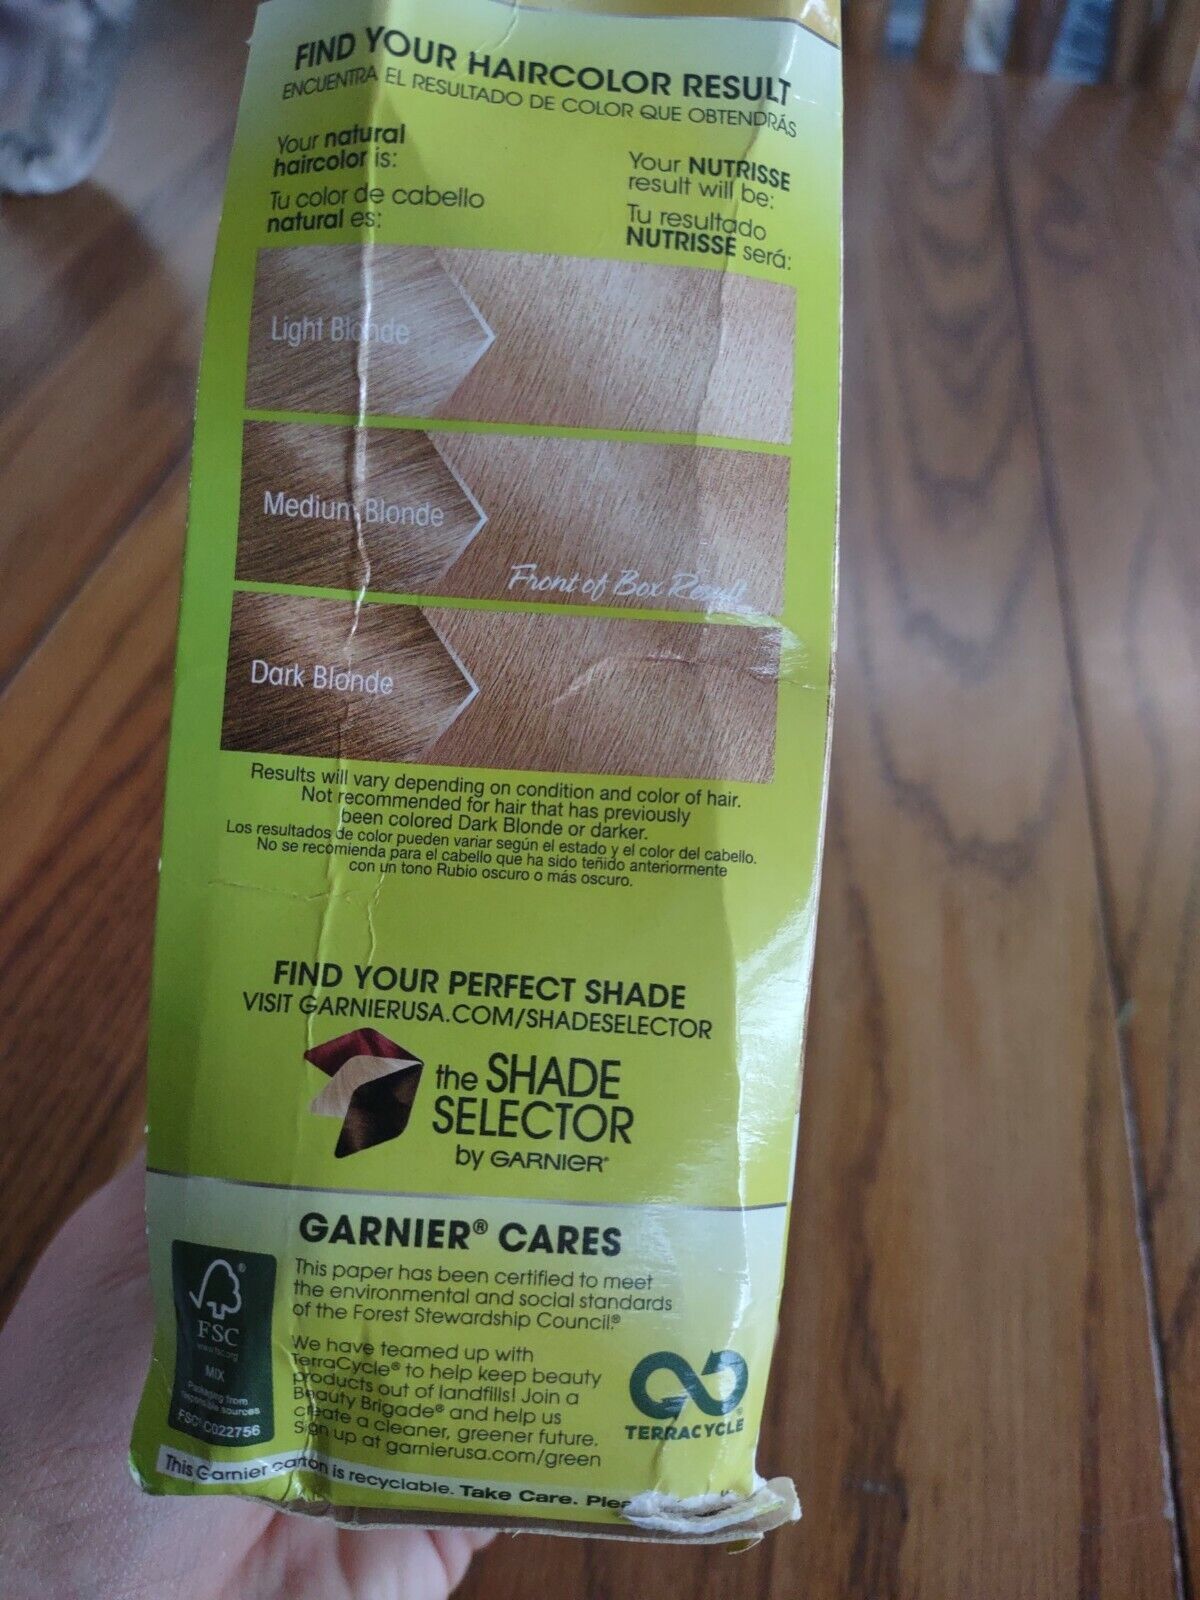 FIND YOUR HAIRCOLOR RESULT
ENCUENTRA EL RESULTADO DE COLOR QUE OBTENDRÁS
Your natural
haircolor is:
Tu color de cabello
natural es:
Your NUTRISSE
result will be:
Tu resultado
NUTRISSE será:
Light Blonde
Medium Blonde
Front of Box Result
Dark Blonde
Results will vary depending on condition and color of hair.
Not recommended for hair that has previously
been colored Dark Blonde or darker.
Los resultados de color pueden variar según el estado y el color del cabello.
No se recomienda para el cabello que ha sido teñido anteriormente
con un tono Rubio oscuro o más oscuro.
FIND YOUR PERFECT SHADE
VISIT GARNIERUSA.COM/SHADESELECTOR
the SHADE
SELECTOR
by GARNIER®
GARNIER® CARES
This paper has been certified to meet
the environmental and social standards
of the Forest Stewardship Council.®
We have teamed up with
TerraCycle® to help keep beauty
products out of landfills! Join a
Beauty Brigade® and help us
create a cleaner, greener future.
Sign up at garnierusa.com/green
FSC
www.fsc.org
MIX
Packaging from
responsible sources
FSC® C022756
TERRACYCLE®
This Garnier carton is recyclable. Take Care.